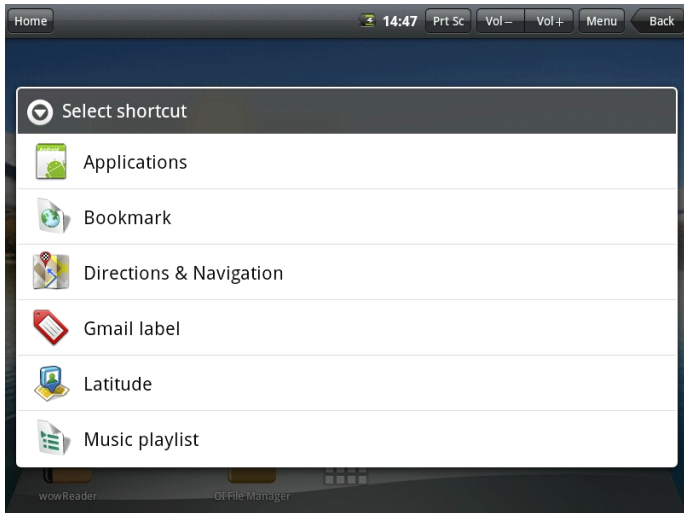 Home 14:47 Prt Sc Vol- Vol+ Menu Back
Select shortcut
Applications
Bookmark
Directions & Navigation
Gmail label
Latitude
Music playlist
wowReader OI File Manager